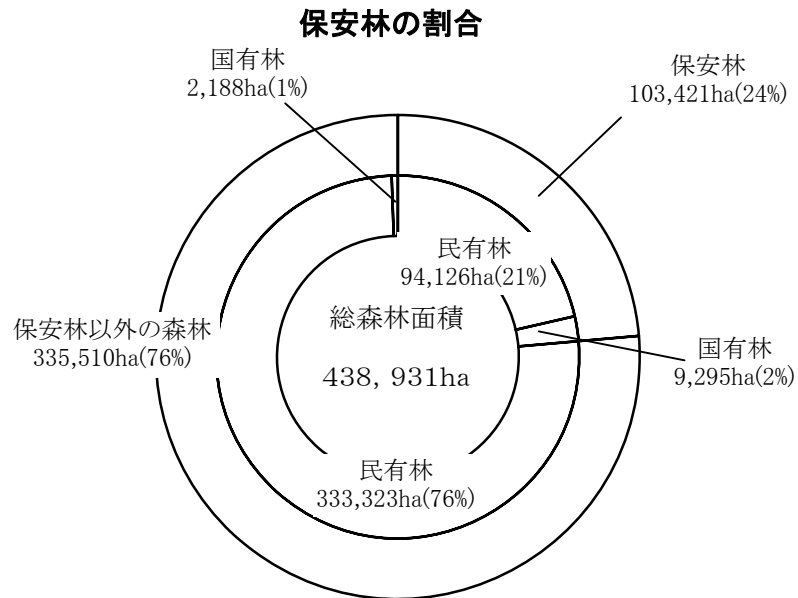 保安林の割合
国有林
2,188ha(1%)
保安林
103,421ha(24%)
民有林
94,126ha(21%)
総森林面積
438, 931ha
保安林以外の森林
335,510ha(76%)
国有林
9,295ha(2%)
民有林
333,323ha(76%)